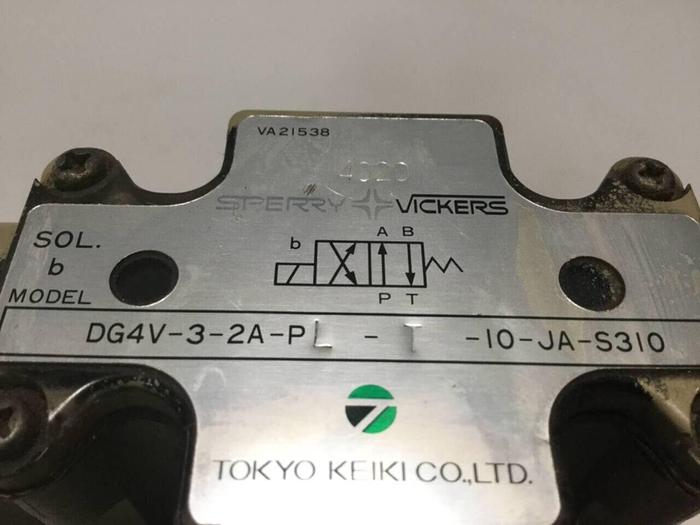 VA21538
4020
SPERRY VICKERS
A B
b
SOL.
b
P T
MODEL
DG4V-3-2A-PL - T -10-JA-S310
TOKYO KEIKI CO.,LTD.